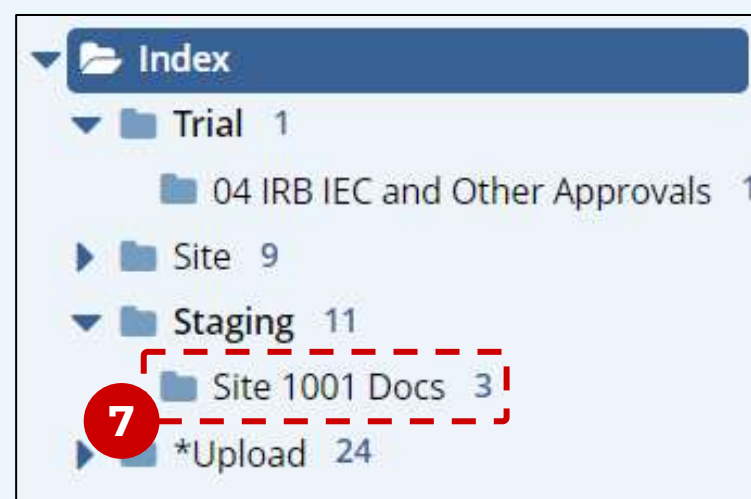 Index
Trial 1
04 IRB IEC and Other Approvals 1
Site 9
Staging 11
Site 1001 Docs 3
7
*Upload 24